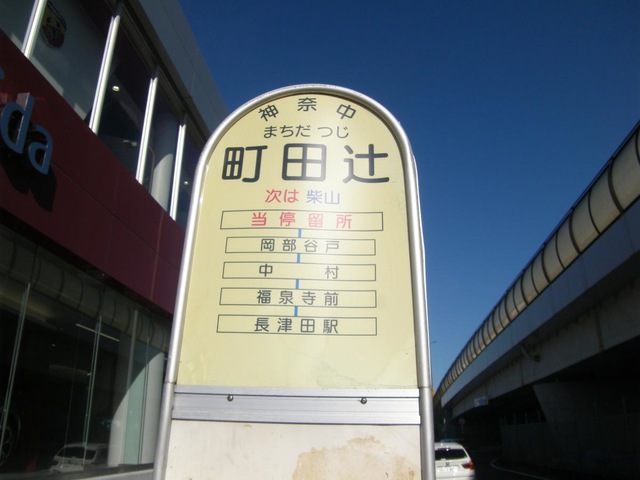 神奈中
まちだつじ
町田辻
次は 柴山
当停留所
岡部谷戸
中村
福泉寺前
長津田駅
da